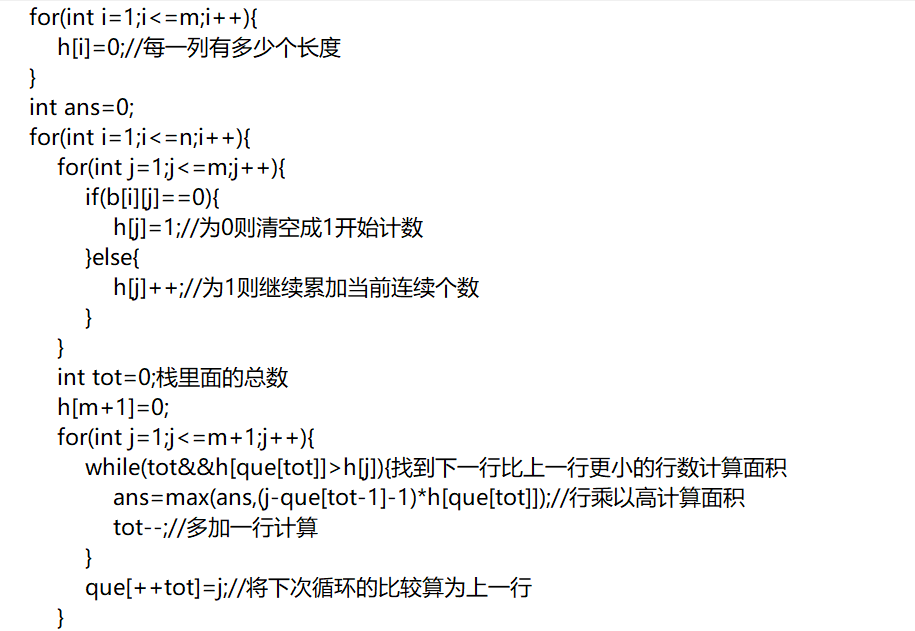 for(int i=1;i<=m;i++){
h[i]=0;//每一列有多少个长度
}
int ans=0;
for(int i=1;i<=n;i++){
for(int j=1;j<=m;j++){
if(b[i][j]==0){
h[j]=1;//为0则清空成1开始计数
}else{
h[j]++;//为1则继续累加当前连续个数
}
}
int tot=0;栈里面的总数
h[m+1]=0;
for(int j=1;j<=m+1;j++){
while(tot&&h[que[tot]]>h[j]){找到下一行比上一行更小的行数计算面积
ans=max(ans,(j-que[tot-1]-1)*h[que[tot]]);//行乘以高计算面积
tot--;//多加一行计算
}
que[++tot]=j;//将下次循环的比较算为上一行
}